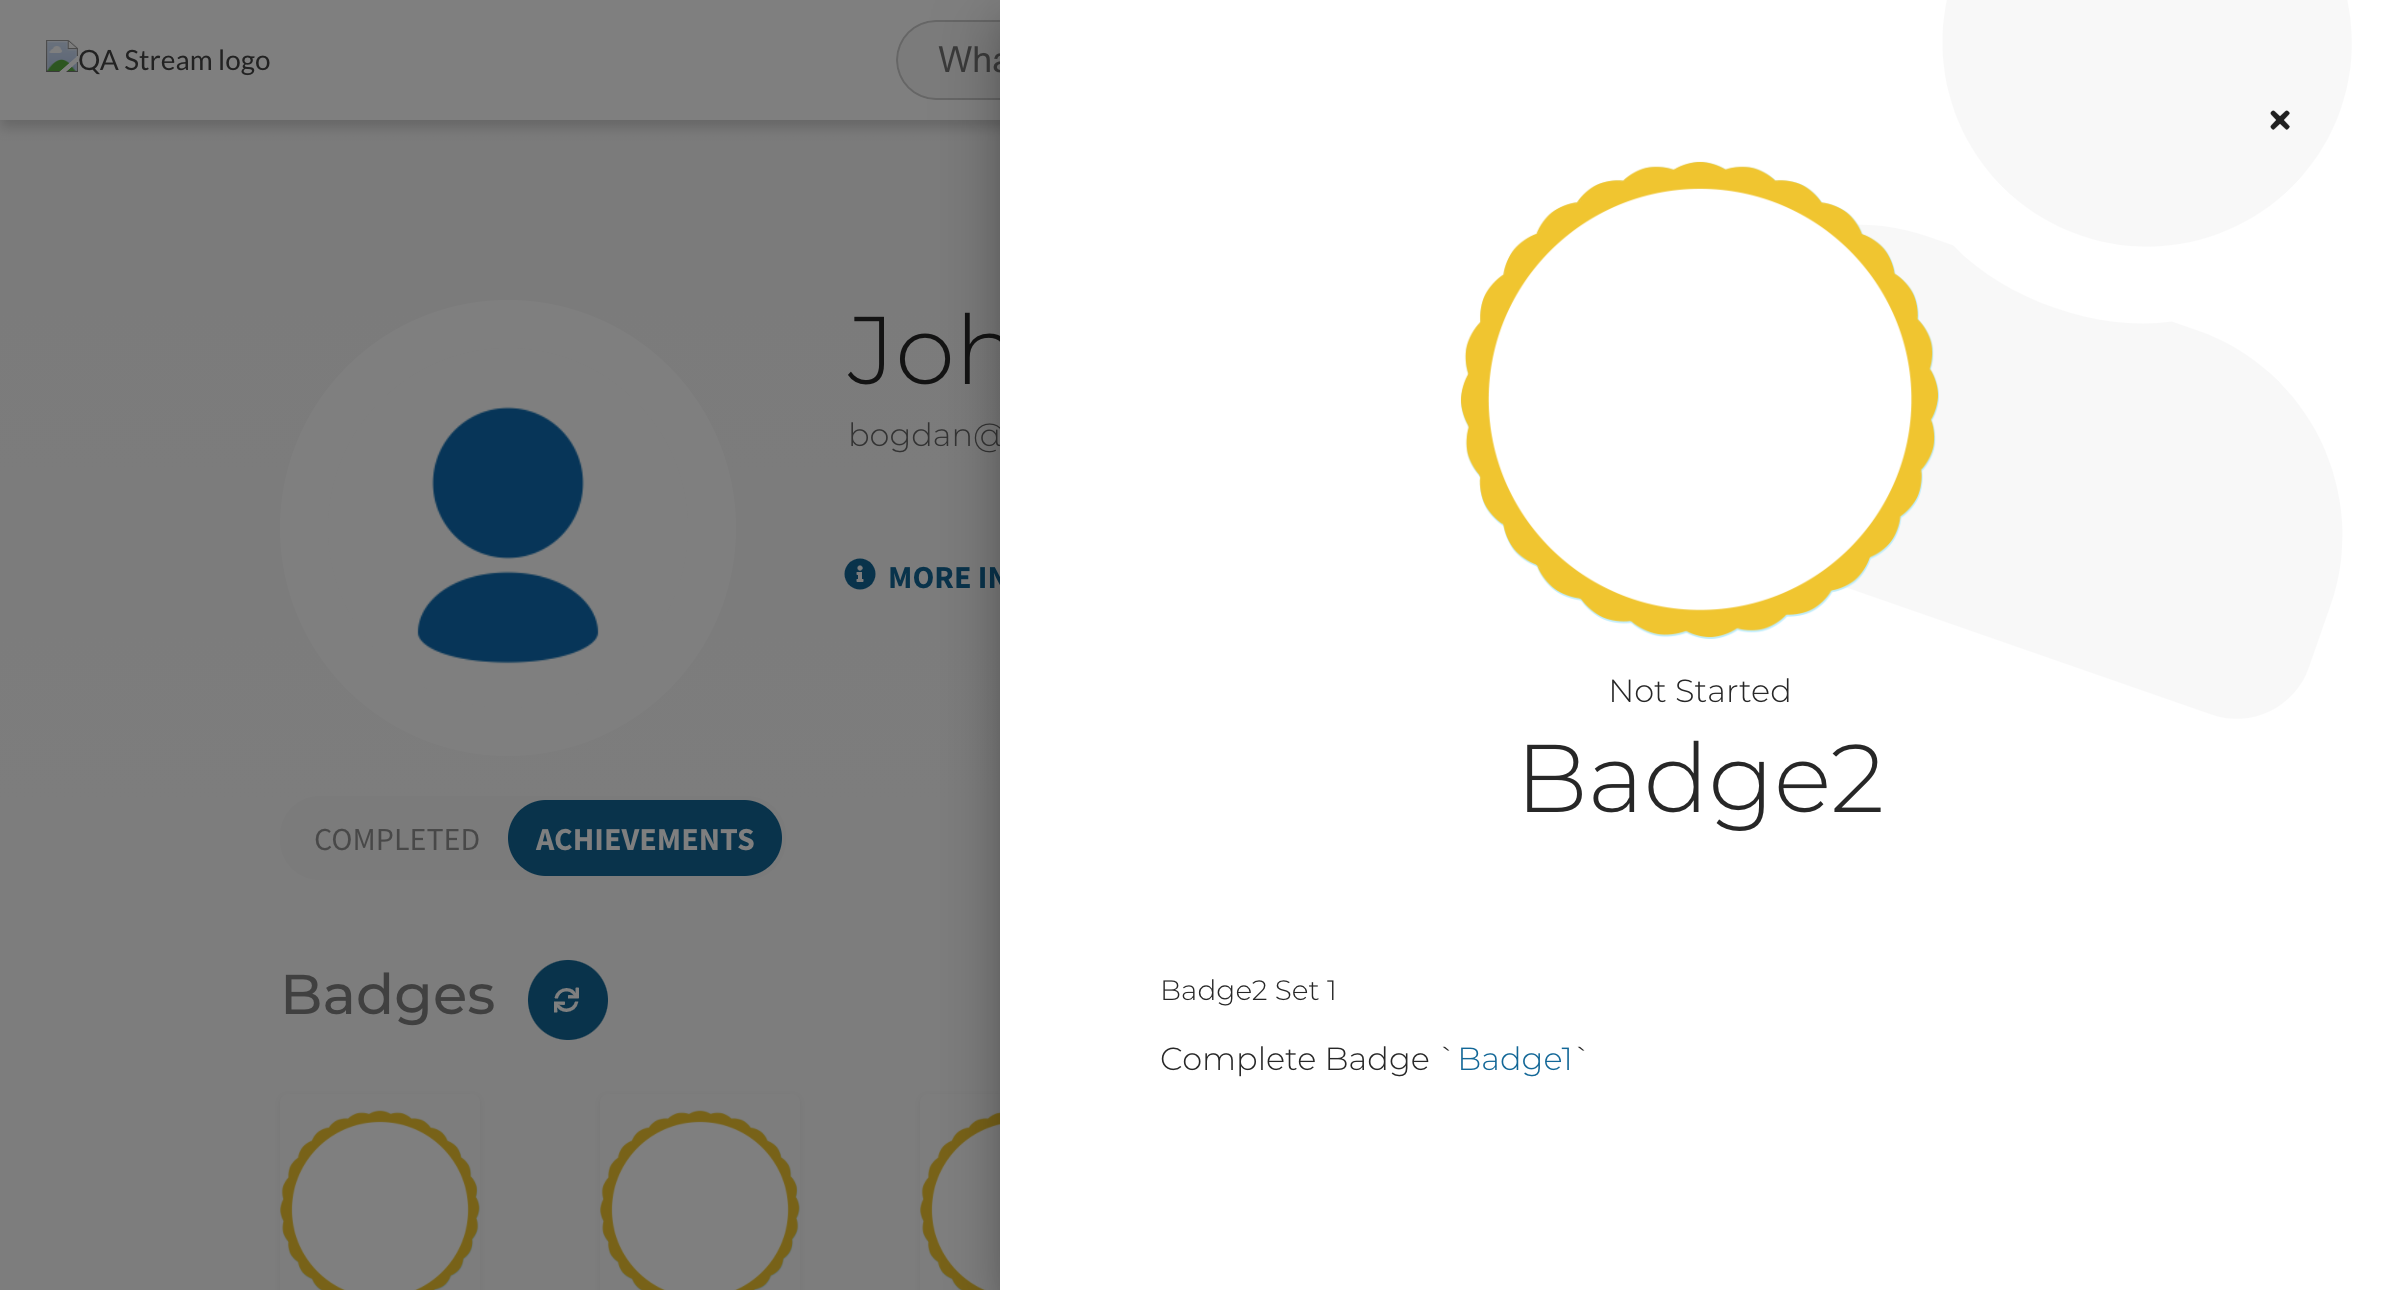 QA Stream logo
Wha
Joh
bogdan@
MORE IN
COMPLETED
ACHIEVEMENTS
Badges
Not Started
Badge2
Badge2 Set 1
Complete Badge `Badge1`